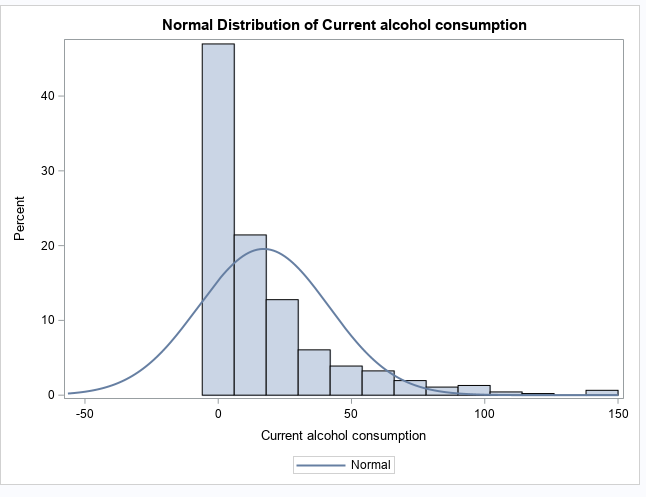 Normal Distribution of Current alcohol consumption
40
30
20
10
0
Percent
-50 0 50 100 150
Current alcohol consumption
Normal